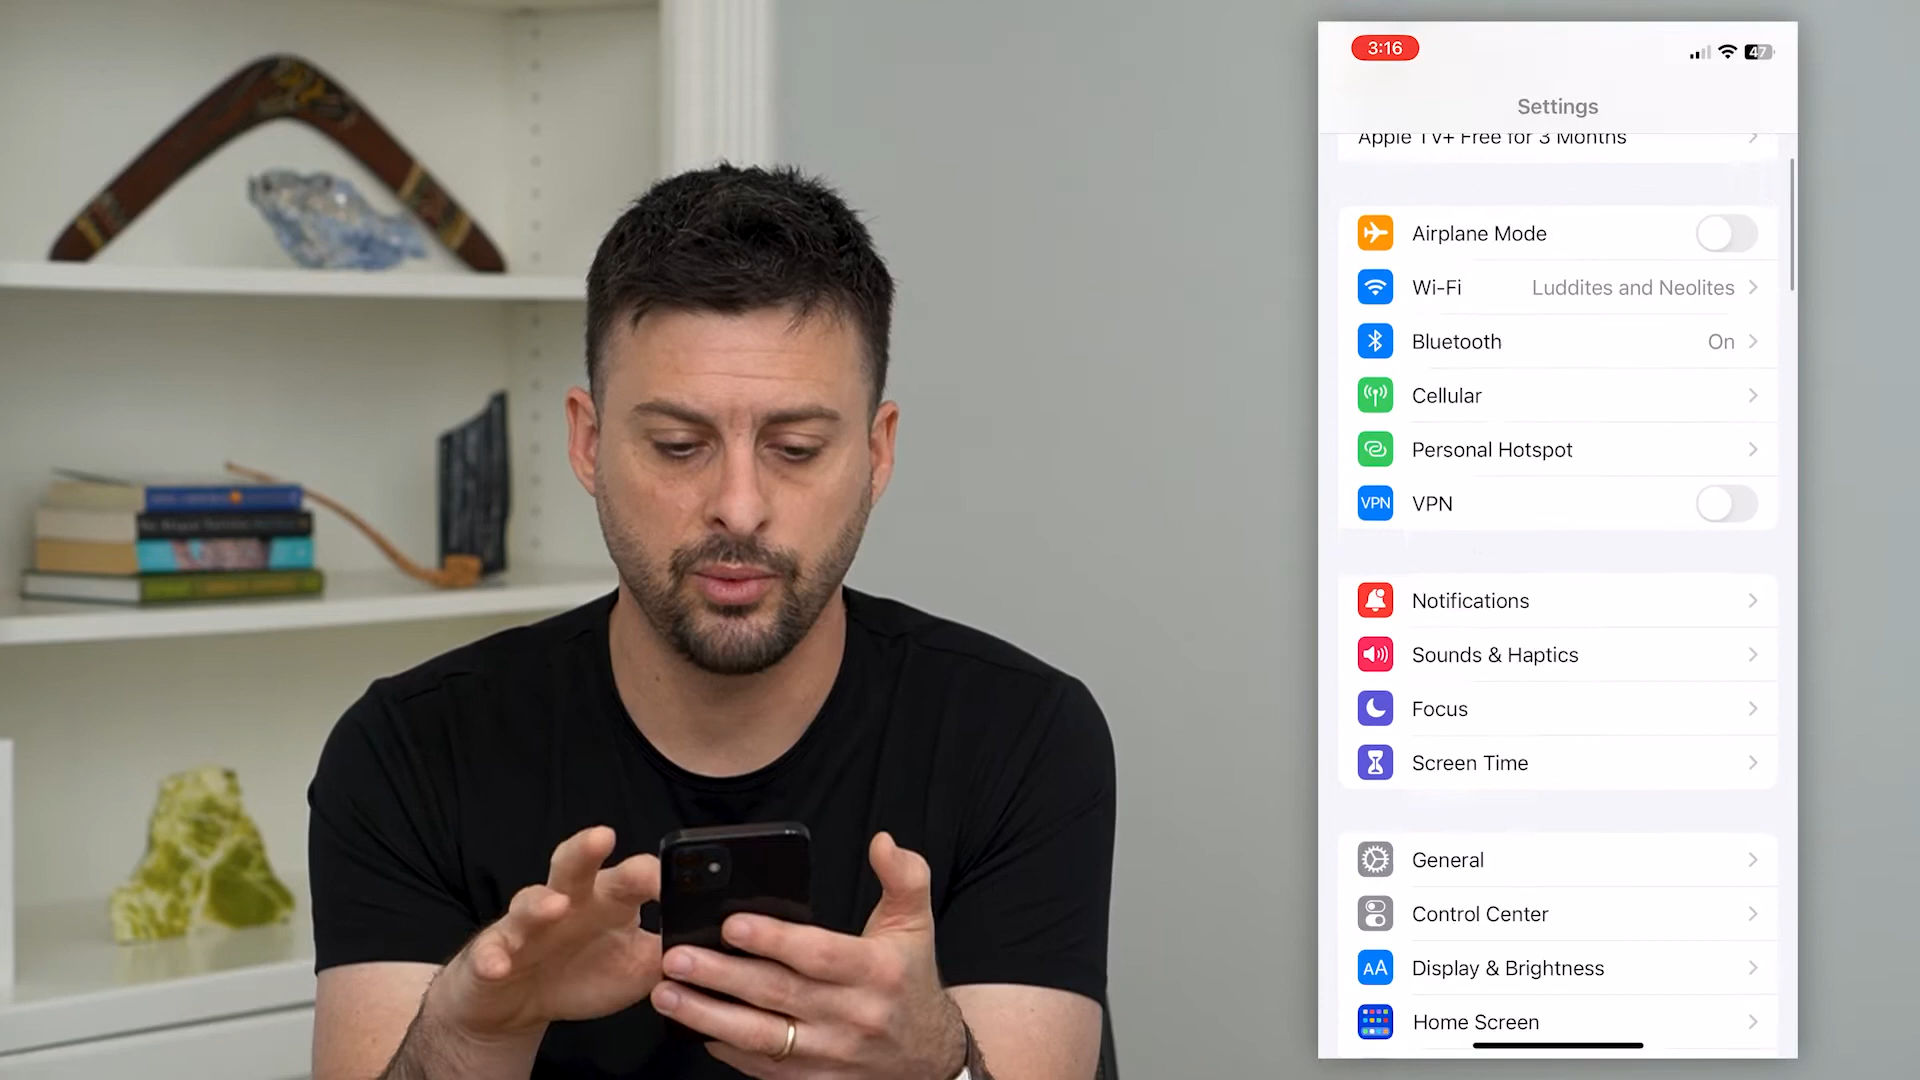 3:16
47
Settings
Apple TV+ Free for 3 Months
Airplane Mode
Wi-Fi Luddites and Neolites
Bluetooth On
Cellular
Personal Hotspot
VPN VPN
Notifications
Sounds & Haptics
Focus
Screen Time
General
Control Center
AA Display & Brightness
Home Screen